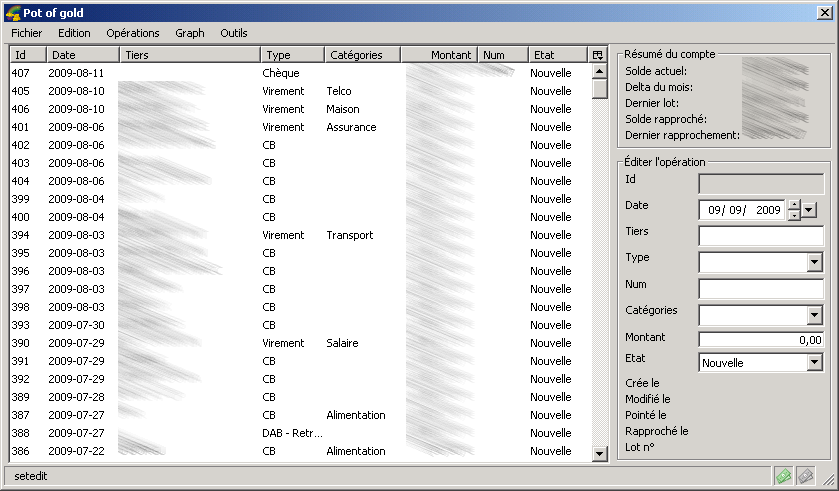 Pot of gold
Fichier Edition Opérations Graph Outils
Id Date Tiers Type Catégories Montant Num Etat
407 2009-08-11 Chèque Nouvelle
405 2009-08-10 Virement Telco Nouvelle
406 2009-08-10 Virement Maison Nouvelle
401 2009-08-06 Virement Assurance Nouvelle
402 2009-08-06 CB Nouvelle
403 2009-08-06 CB Nouvelle
404 2009-08-06 CB Nouvelle
399 2009-08-04 CB Nouvelle
400 2009-08-04 CB Nouvelle
394 2009-08-03 Virement Transport Nouvelle
395 2009-08-03 CB Nouvelle
396 2009-08-03 CB Nouvelle
397 2009-08-03 CB Nouvelle
398 2009-08-03 CB Nouvelle
393 2009-07-30 CB Nouvelle
390 2009-07-29 Virement Salaire Nouvelle
391 2009-07-29 CB Nouvelle
392 2009-07-29 CB Nouvelle
389 2009-07-28 CB Nouvelle
387 2009-07-27 CB Alimentation Nouvelle
388 2009-07-27 DAB - Retr... Nouvelle
386 2009-07-22 CB Alimentation Nouvelle
Résumé du compte
Solde actuel:
Delta du mois:
Dernier lot:
Solde rapproché:
Dernier rapprochement:
Éditer l'opération
Id
Date 09/ 09/ 2009
Tiers
Type
Num
Catégories
Montant 0,00
Etat Nouvelle
Crée le
Modifié le
Pointé le
Rapproché le
Lot n°
setedit